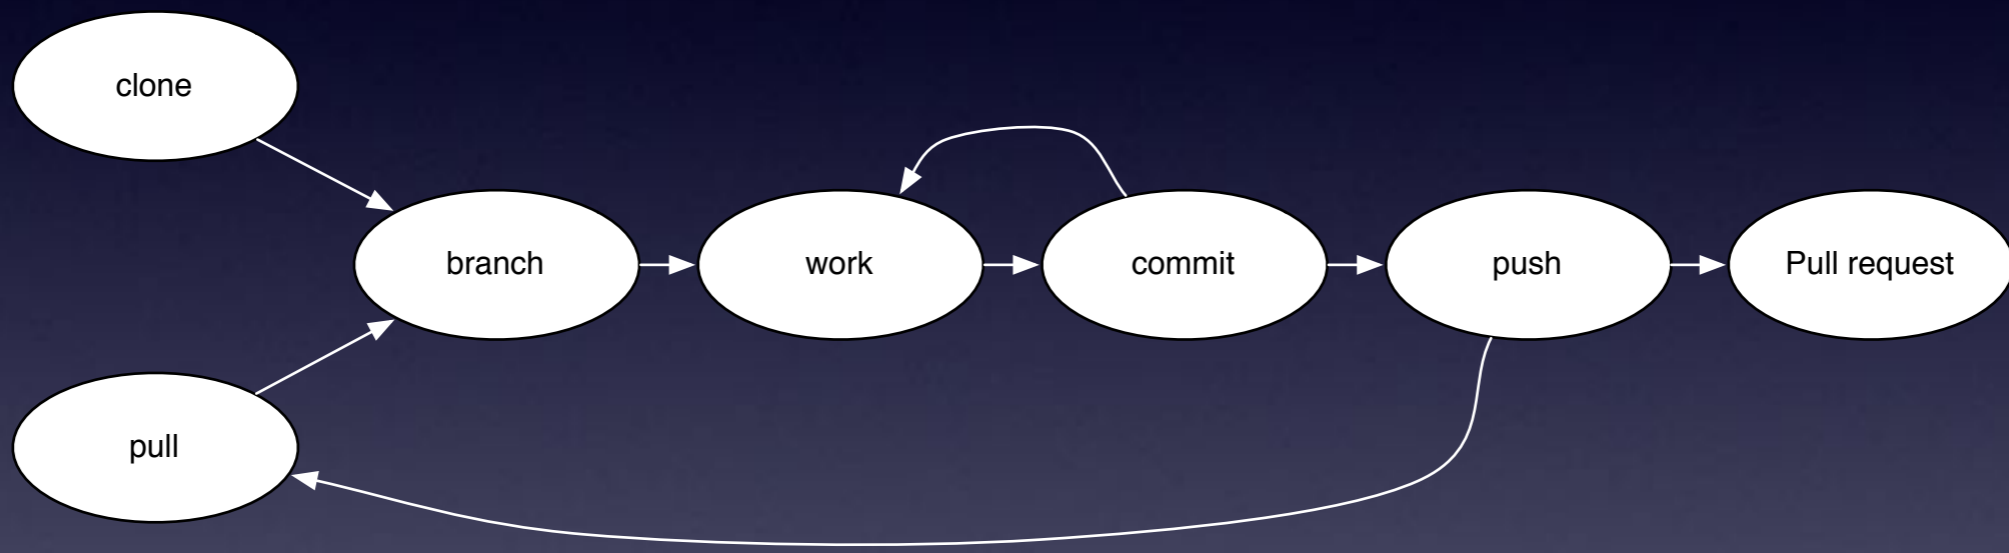 clone
branch
work
commit
push
Pull request
pull